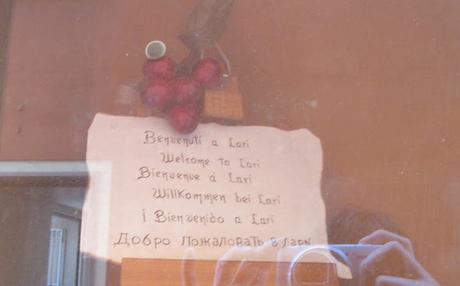 Benvenuti a Lari
Welcome to Lari
Bienvenue à Lari
Willkommen bei Lari
¡ Bienvenido a Lari
Добро пожаловать в Лари